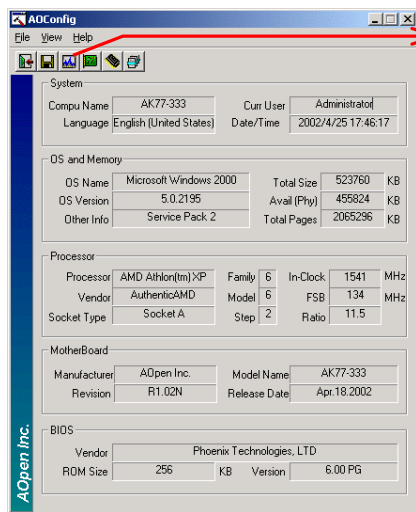 AOConfig
File View Help
System
Compu Name AK77-333 Curr User Administrator
Language English (United States) Date/Time 2002/4/25 17:46:17
OS and Memory
OS Name Microsoft Windows 2000 Total Size 523760 KB
OS Version 5.0.2195 Avail (Phy) 455824 KB
Other Info Service Pack 2 Total Pages 2065296 KB
Processor
Processor AMD Athlon(tm) XP Family 6 In-Clock 1541 MHz
Vendor AuthenticAMD Model 6 FSB 134 MHz
Socket Type Socket A Step 2 Ratio 11.5
MotherBoard
Manufacturer AOpen Inc. Model Name AK77-333
Revision R1.02N Release Date Apr.18.2002
BIOS
Vendor Phoenix Technologies, LTD
ROM Size 256 KB Version 6.00 PG
AOpen Inc.